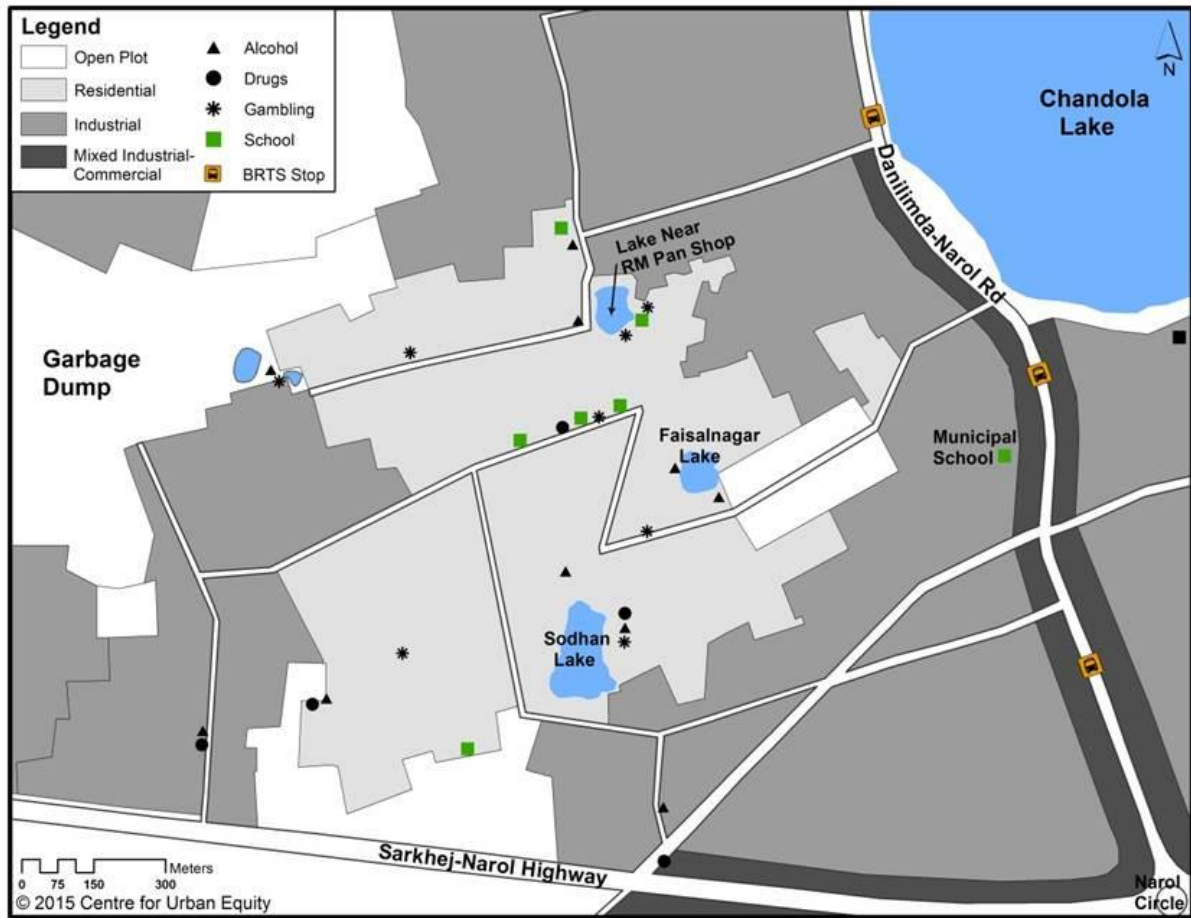 Legend
Open Plot
Residential
Industrial
Mixed Industrial-
Commercial
Alcohol
Drugs
Gambling
School
BRTS Stop
N
Chandola
Lake
Danilimda-Narol Rd
Lake Near
RM Pan Shop
Garbage
Dump
Faisalnagar
Lake
Municipal
School
Sodhan
Lake
Sarkhej-Narol Highway
Narol
Circle
Meters
0 75 150 300
© 2015 Centre for Urban Equity